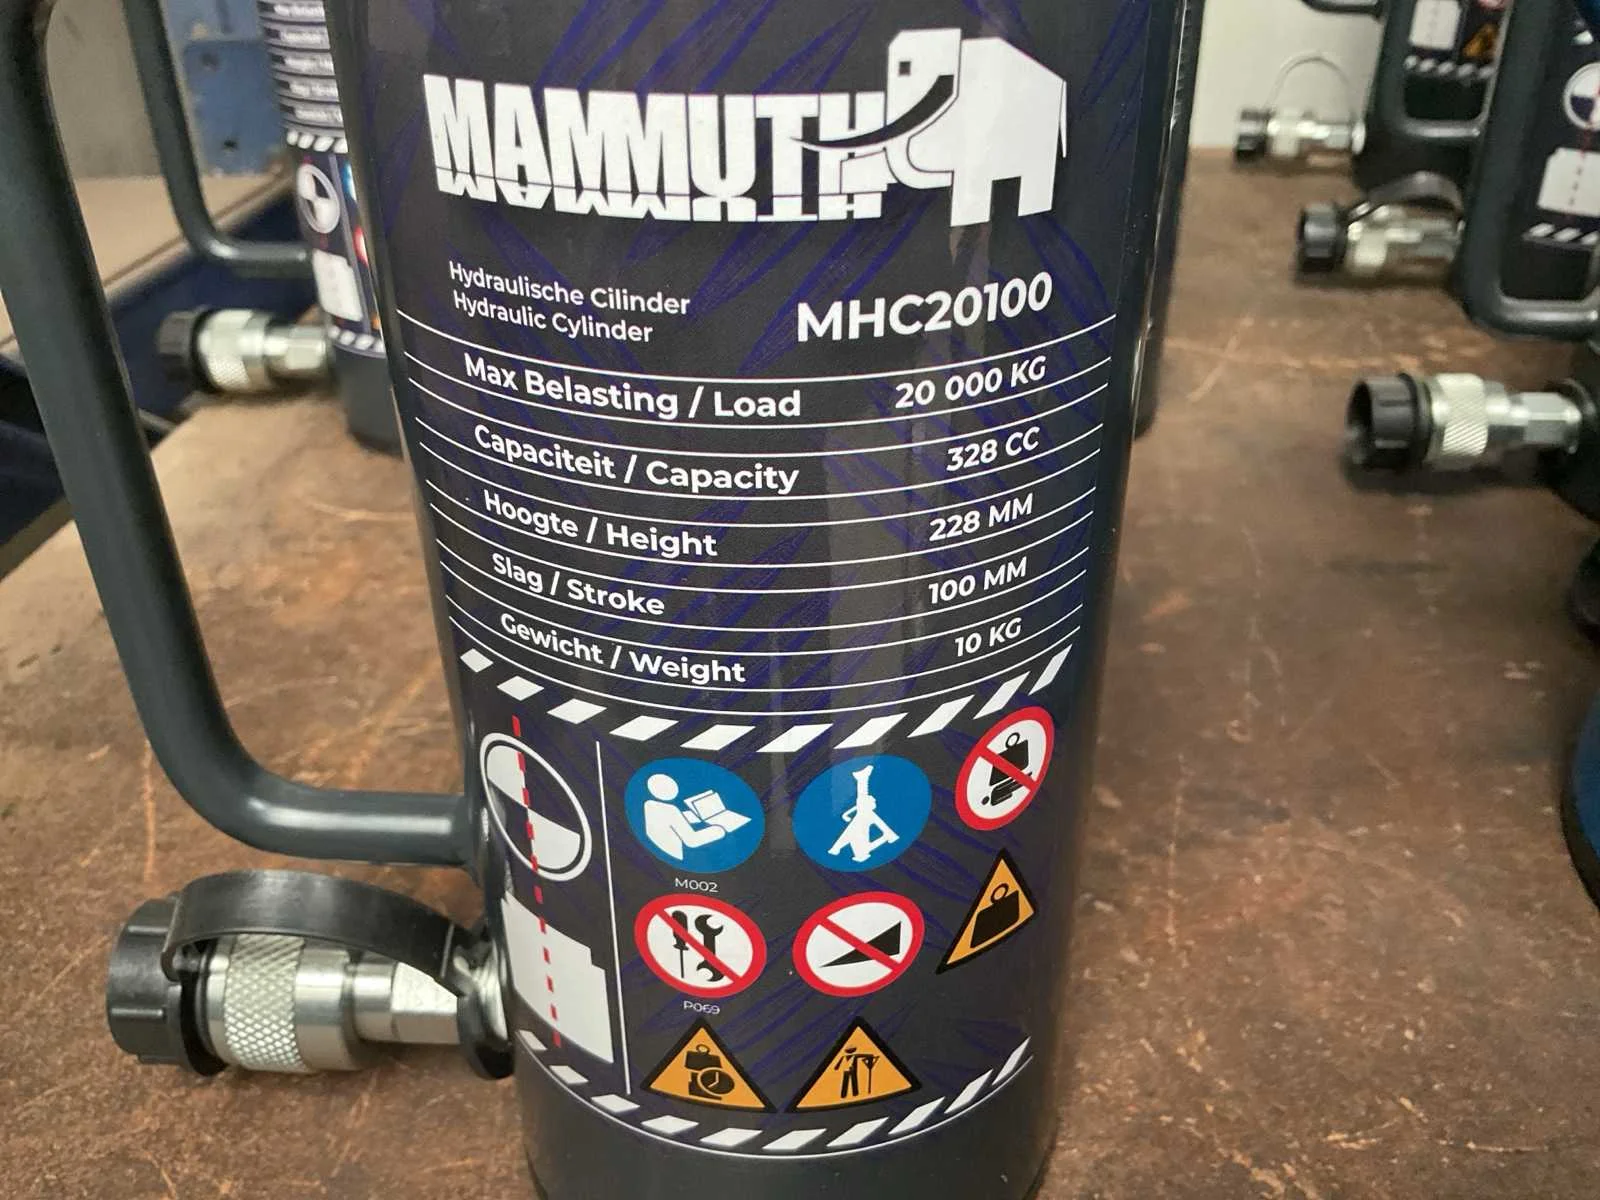 MAMMUTH
Hydraulische Cilinder
Hydraulic Cylinder
MHC20100
Max Belasting / Load 20 000 KG
Capaciteit / Capacity 328 CC
Hoogte / Height 228 MM
Slag / Stroke 100 MM
Gewicht / Weight 10 KG
M002
P069